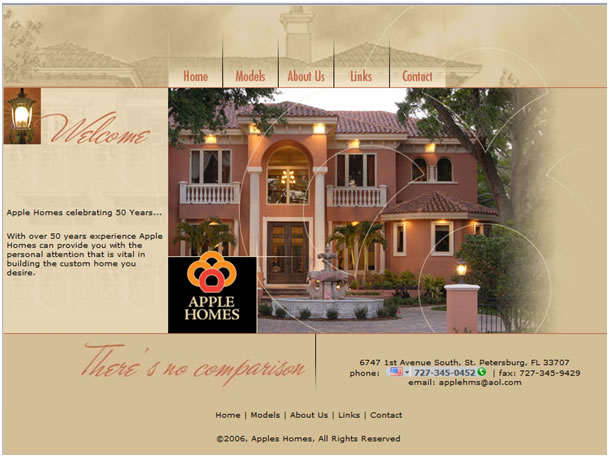 Home
Models
About Us
Links
Contact
Welcome
Apple Homes celebrating 50 Years...
With over 50 years experience Apple
Homes can provide you with the
personal attention that is vital in
building the custom home you
desire.
APPLE
HOMES
There's no comparison
6747 1st Avenue South, St. Petersburg, FL 33707
phone: 727-345-0452 | fax: 727-345-9429
email: applehms@aol.com
Home | Models | About Us | Links | Contact
©2006, Apples Homes, All Rights Reserved